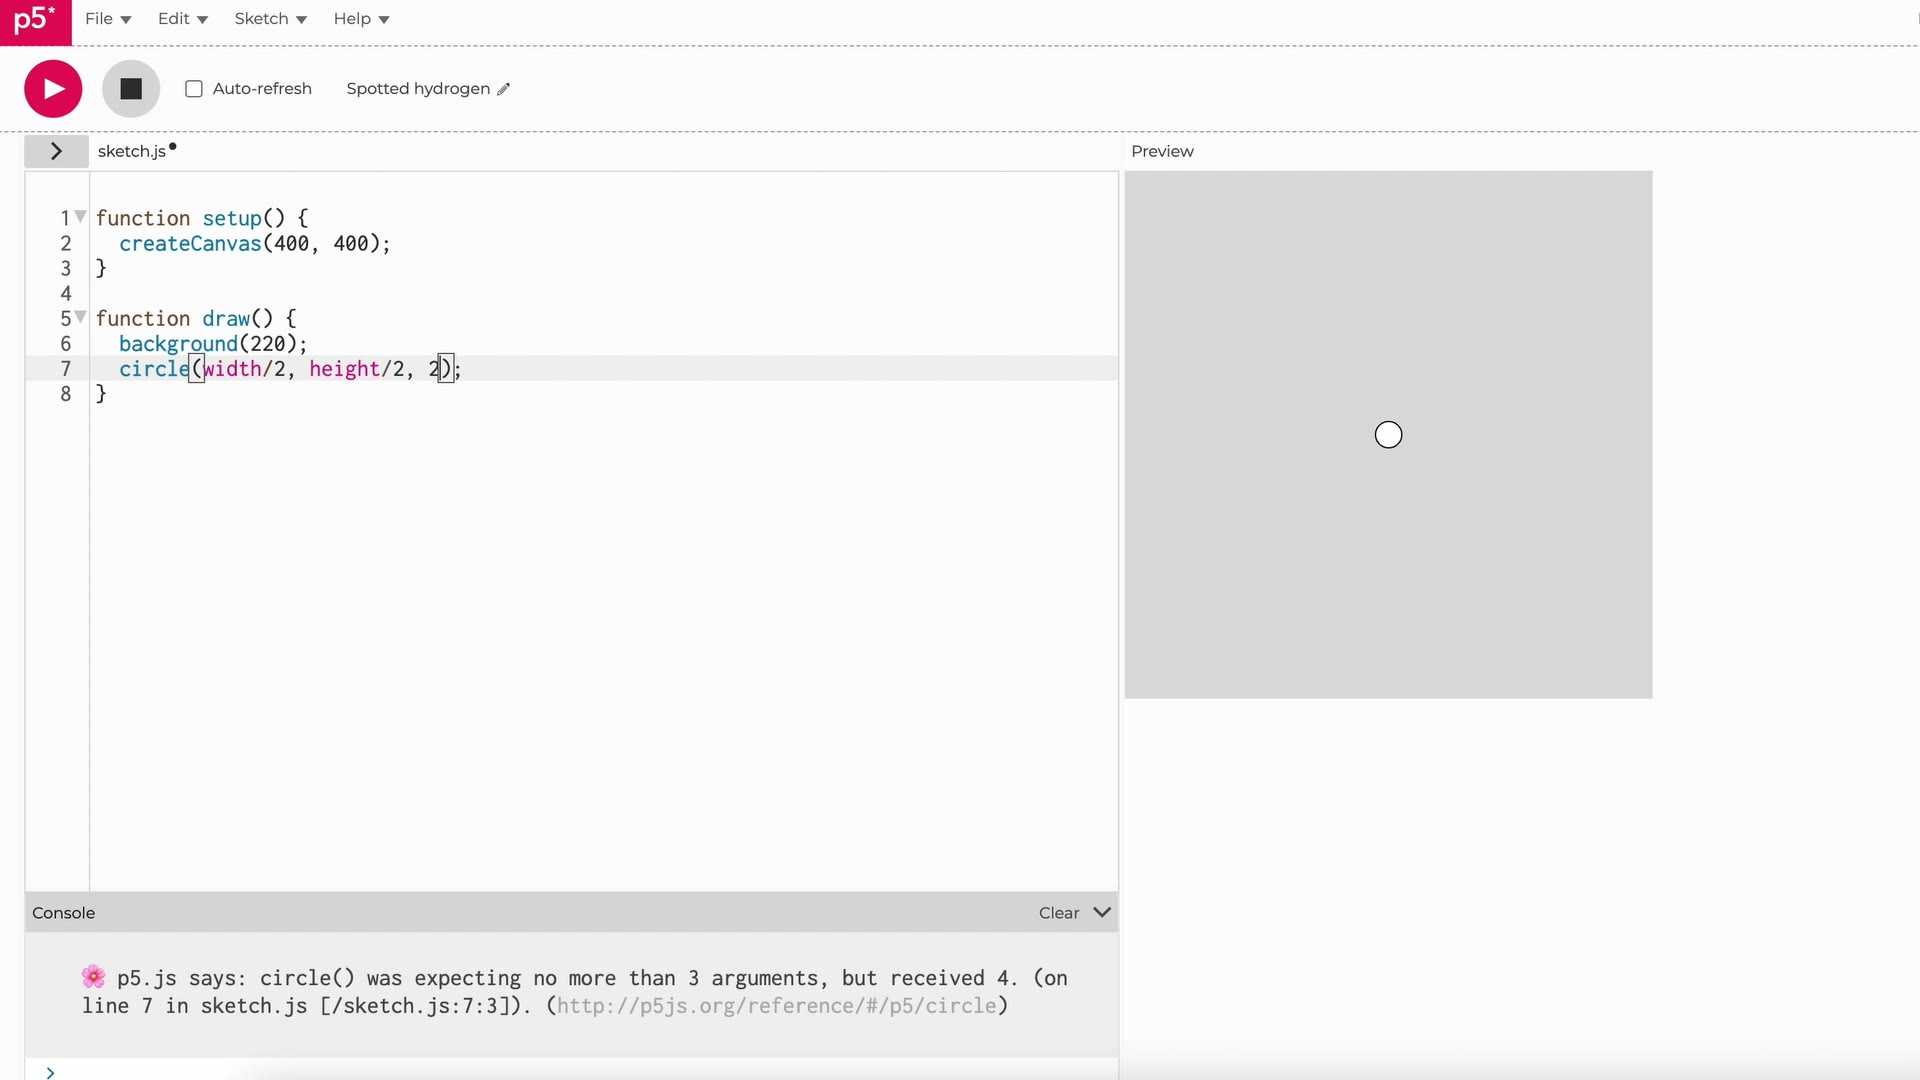 p5* File Edit Sketch Help
Auto-refresh Spotted hydrogen
sketch.js
Preview
1 function setup() {
2 createCanvas(400, 400);
3 }
4
5 function draw() {
6 background(220);
7 circle(width/2, height/2, 2);
8 }
Console Clear
p5.js says: circle() was expecting no more than 3 arguments, but received 4. (on
line 7 in sketch.js [/sketch.js:7:3]). (http://p5js.org/reference/#/p5/circle)
>